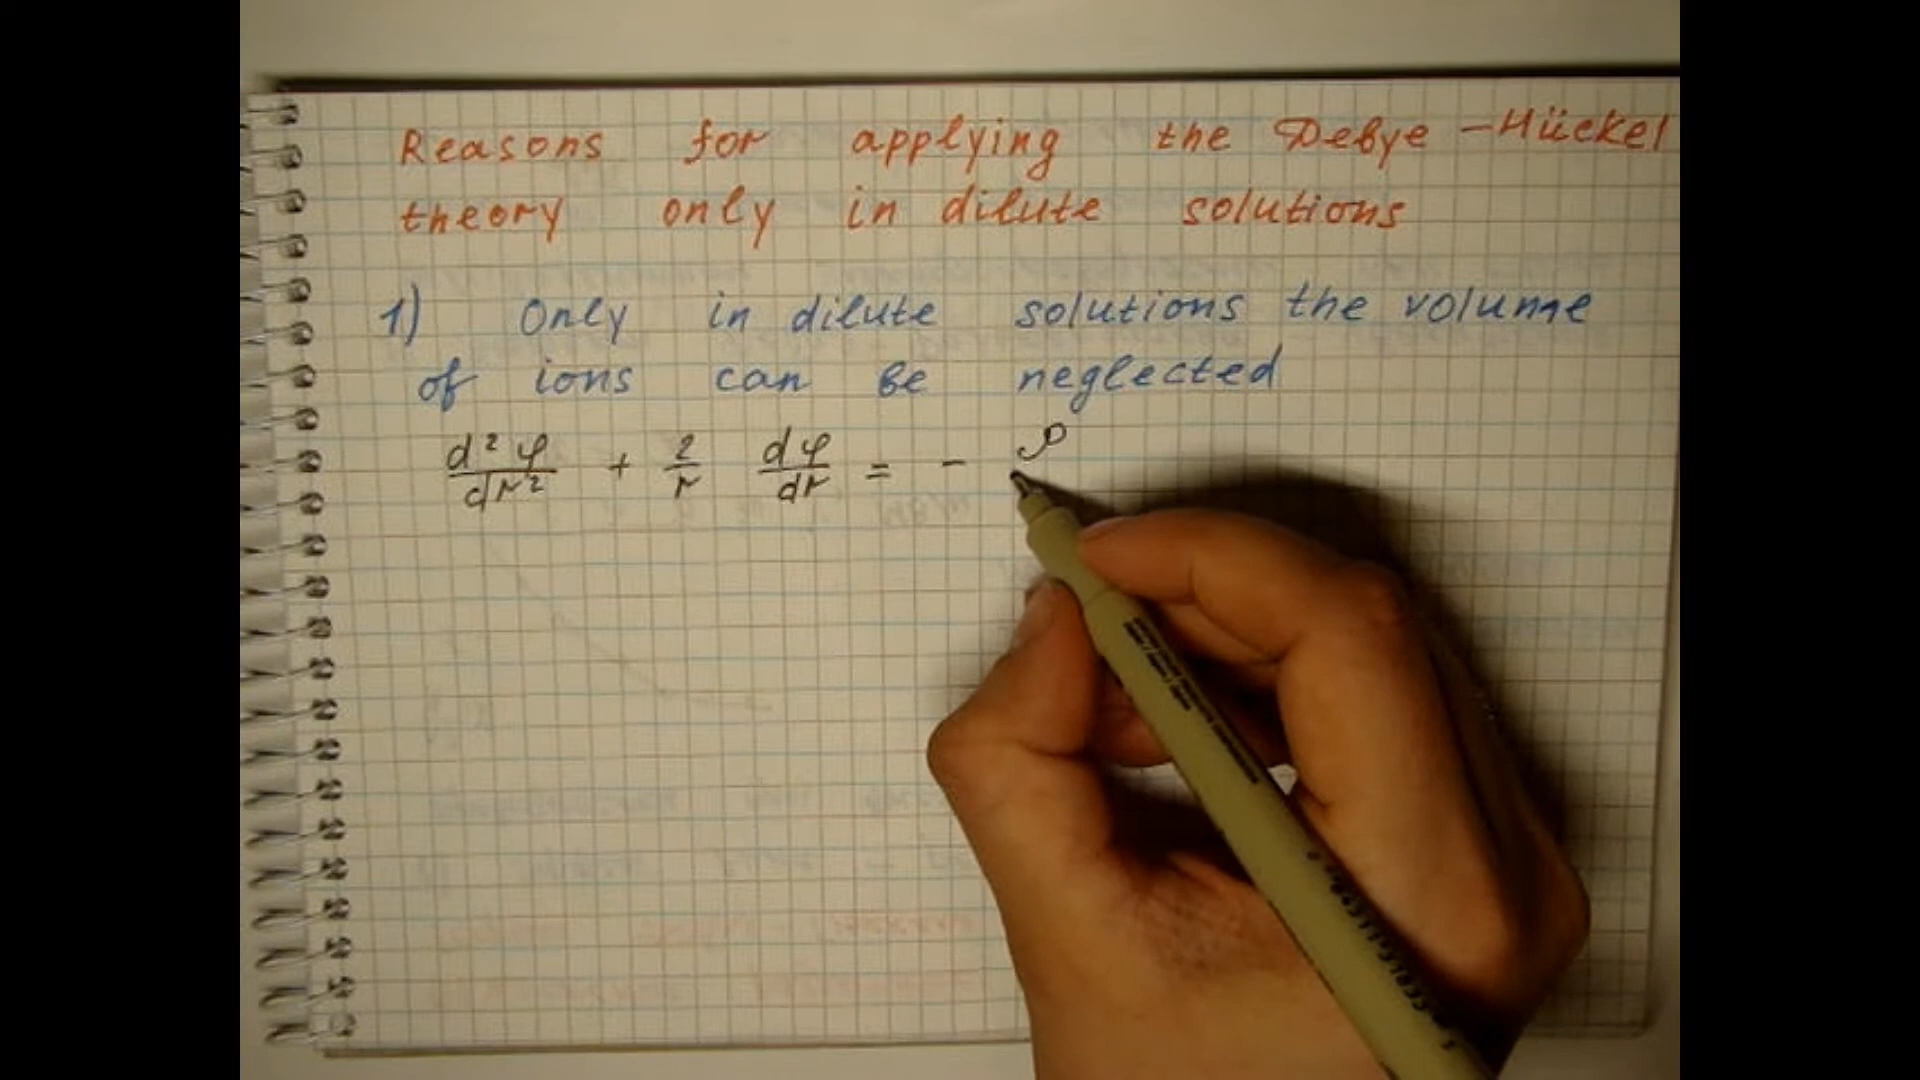 Reasons for applying the Debye - Hückel
theory only in dilute solutions
1) Only in dilute solutions the volume
of ions can be neglected
d²φ/dr² + 2/r dφ/dr = - ρ